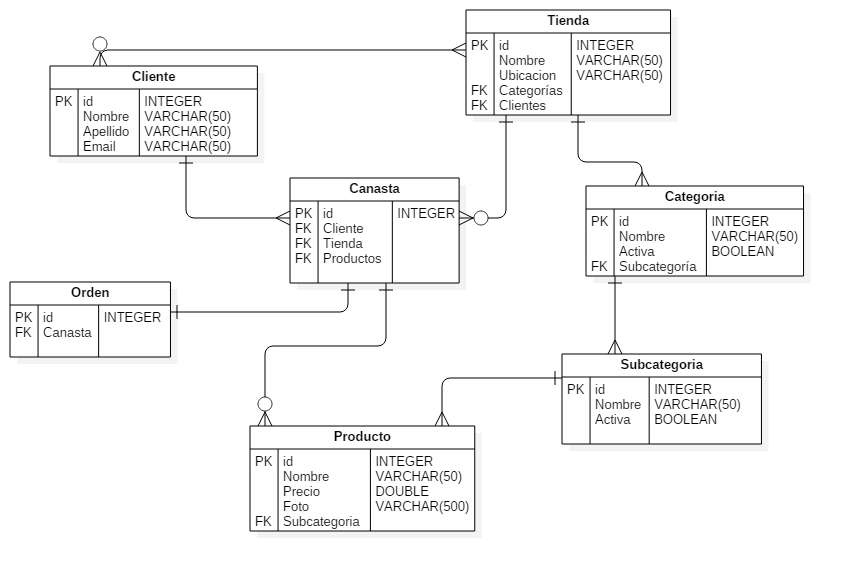 Tienda
PK id INTEGER
Nombre VARCHAR(50)
Ubicacion VARCHAR(50)
FK Categorías
FK Clientes
Cliente
PK id INTEGER
Nombre VARCHAR(50)
Apellido VARCHAR(50)
Email VARCHAR(50)
Canasta
PK id INTEGER
FK Cliente
FK Tienda
FK Productos
Categoria
PK id INTEGER
Nombre VARCHAR(50)
Activa BOOLEAN
FK Subcategoría
Orden
PK id INTEGER
FK Canasta
Subcategoria
PK id INTEGER
Nombre VARCHAR(50)
Activa BOOLEAN
Producto
PK id INTEGER
Nombre VARCHAR(50)
Precio DOUBLE
Foto VARCHAR(500)
FK Subcategoria